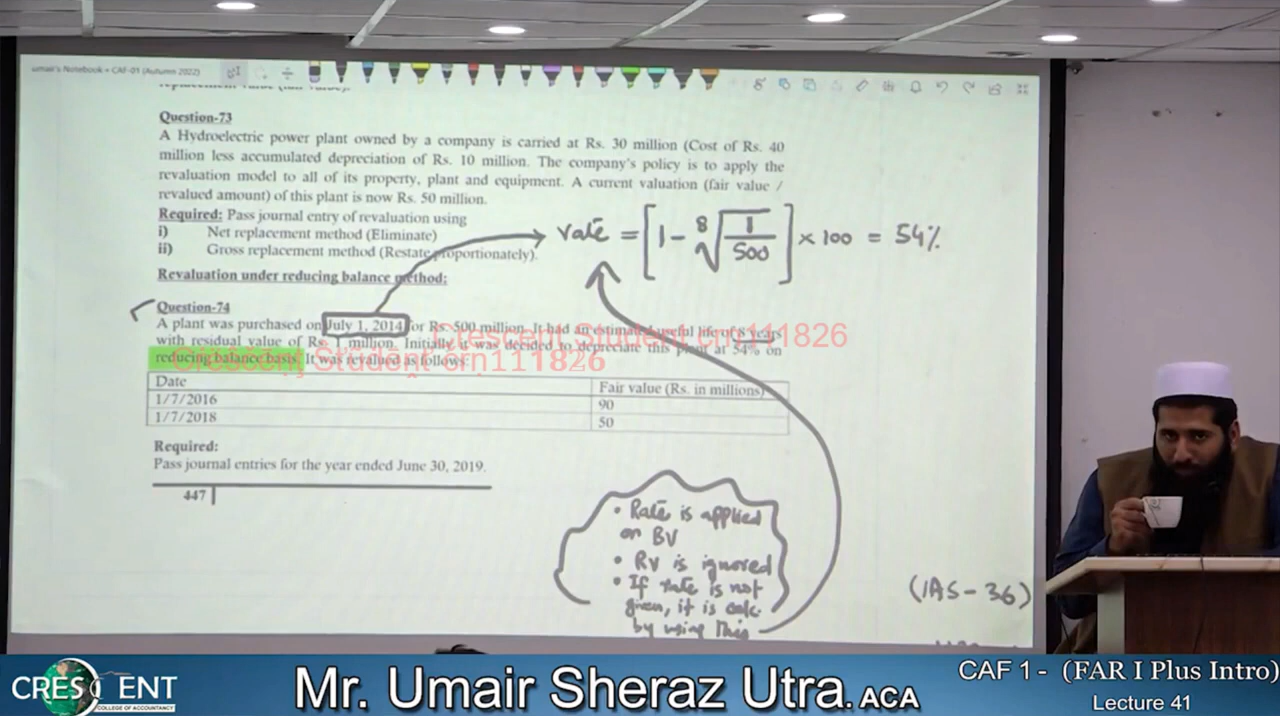 umair's Notebook » CAF-01 (Autumn 2022)
Question-73
A Hydroelectric power plant owned by a company is carried at Rs. 30 million (Cost of Rs. 40
million less accumulated depreciation of Rs. 10 million. The company's policy is to apply the
revaluation model to all of its property, plant and equipment. A current valuation (fair value /
revalued amount) of this plant is now Rs. 50 million.
Required: Pass journal entry of revaluation using
i) Net replacement method (Eliminate)
ii) Gross replacement method (Restate proportionately).
rate = [1 - ⁸√(1/500)] × 100 = 54%
Revaluation under reducing balance method:
Question-74
A plant was purchased on July 1, 2014 for Rs. 500 million. It had an estimated useful life of 8 years
with residual value of Rs. 1 million. Initially it was decided to depreciate this plant at 54% on
reducing balance basis. It was revalued as follows
Crescent Student crn111826
Crescent Student crn111826
Date Fair value (Rs. in millions)
1/7/2016 90
1/7/2018 50
Required:
Pass journal entries for the year ended June 30, 2019.
447
• Rate is applied
on BV
• RV is ignored
• If rate is not
given, it is calc.
by using this
(IAS-36)
CRESCENT
COLLEGE OF ACCOUNTANCY
Mr. Umair Sheraz Utra. ACA
CAF 1 - (FAR I Plus Intro)
Lecture 41